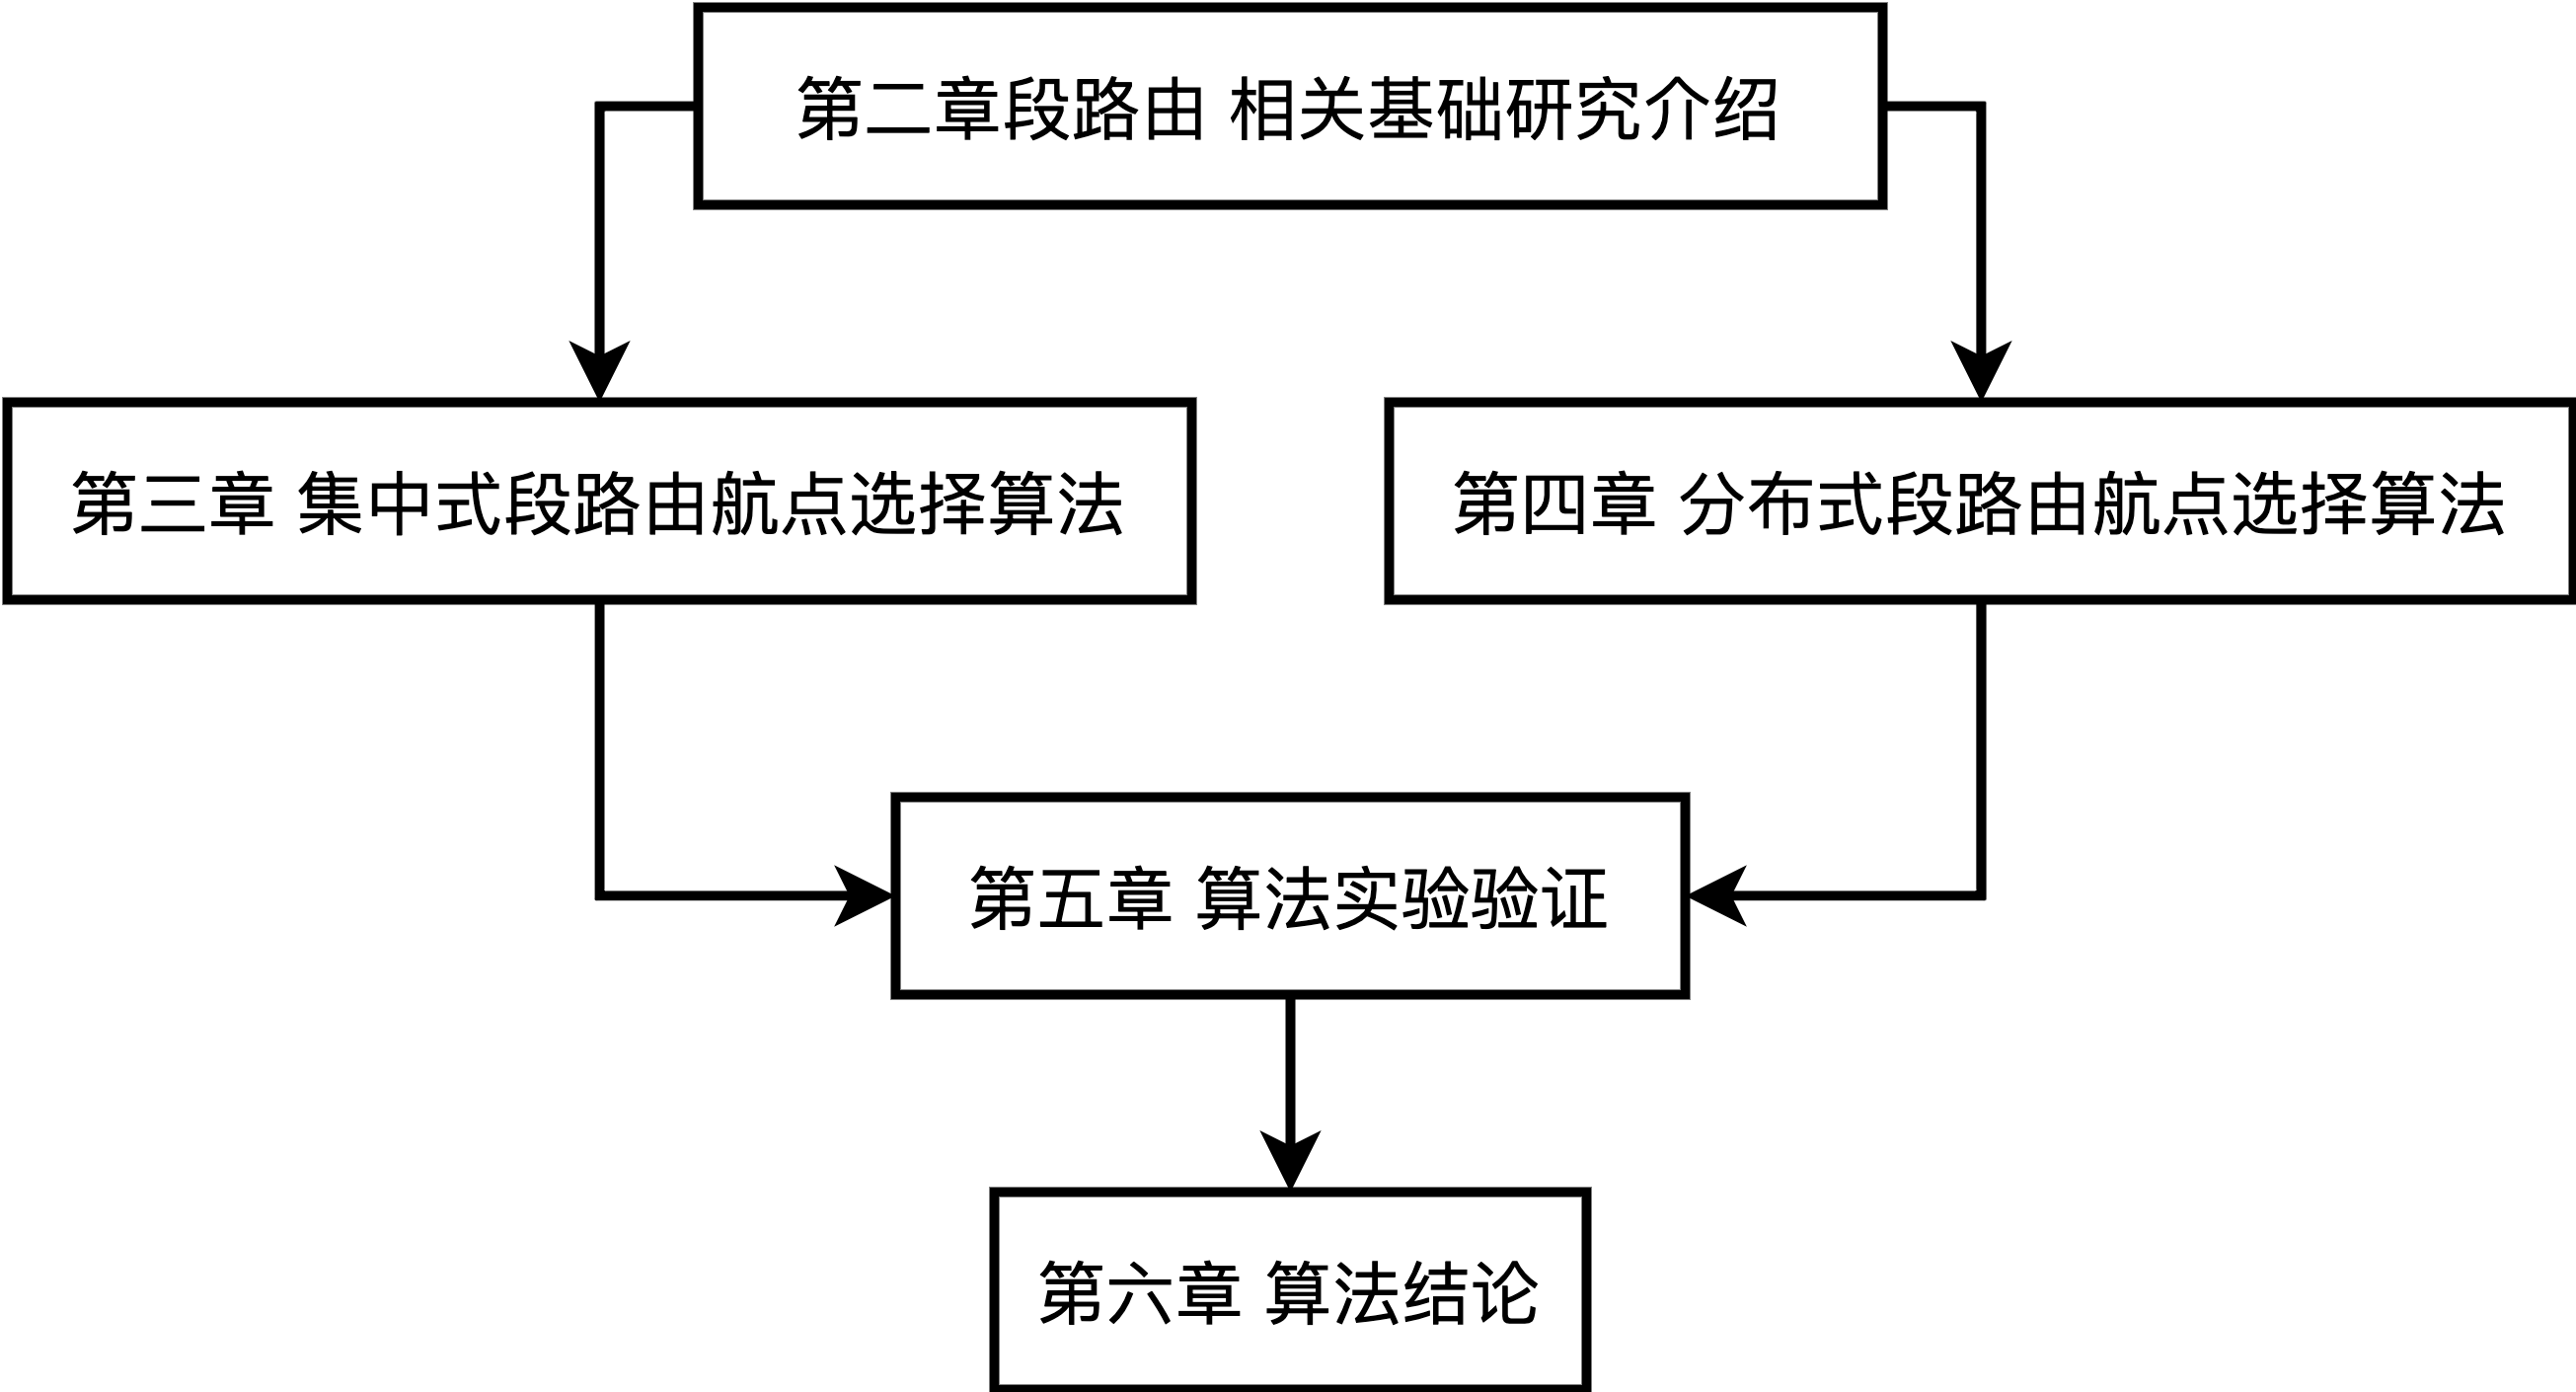 第二章段路由 相关基础研究介绍
第三章 集中式段路由航点选择算法
第四章 分布式段路由航点选择算法
第五章 算法实验验证
第六章 算法结论